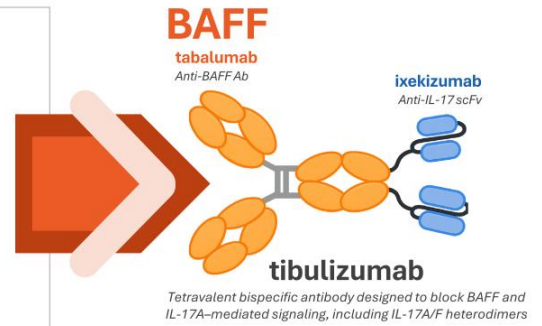 BAFF
tabalumab
Anti-BAFF Ab
ixekizumab
Anti-IL-17 scFv
tibulizumab
Tetravalent bispecific antibody designed to block BAFF and
IL-17A–mediated signaling, including IL-17A/F heterodimers